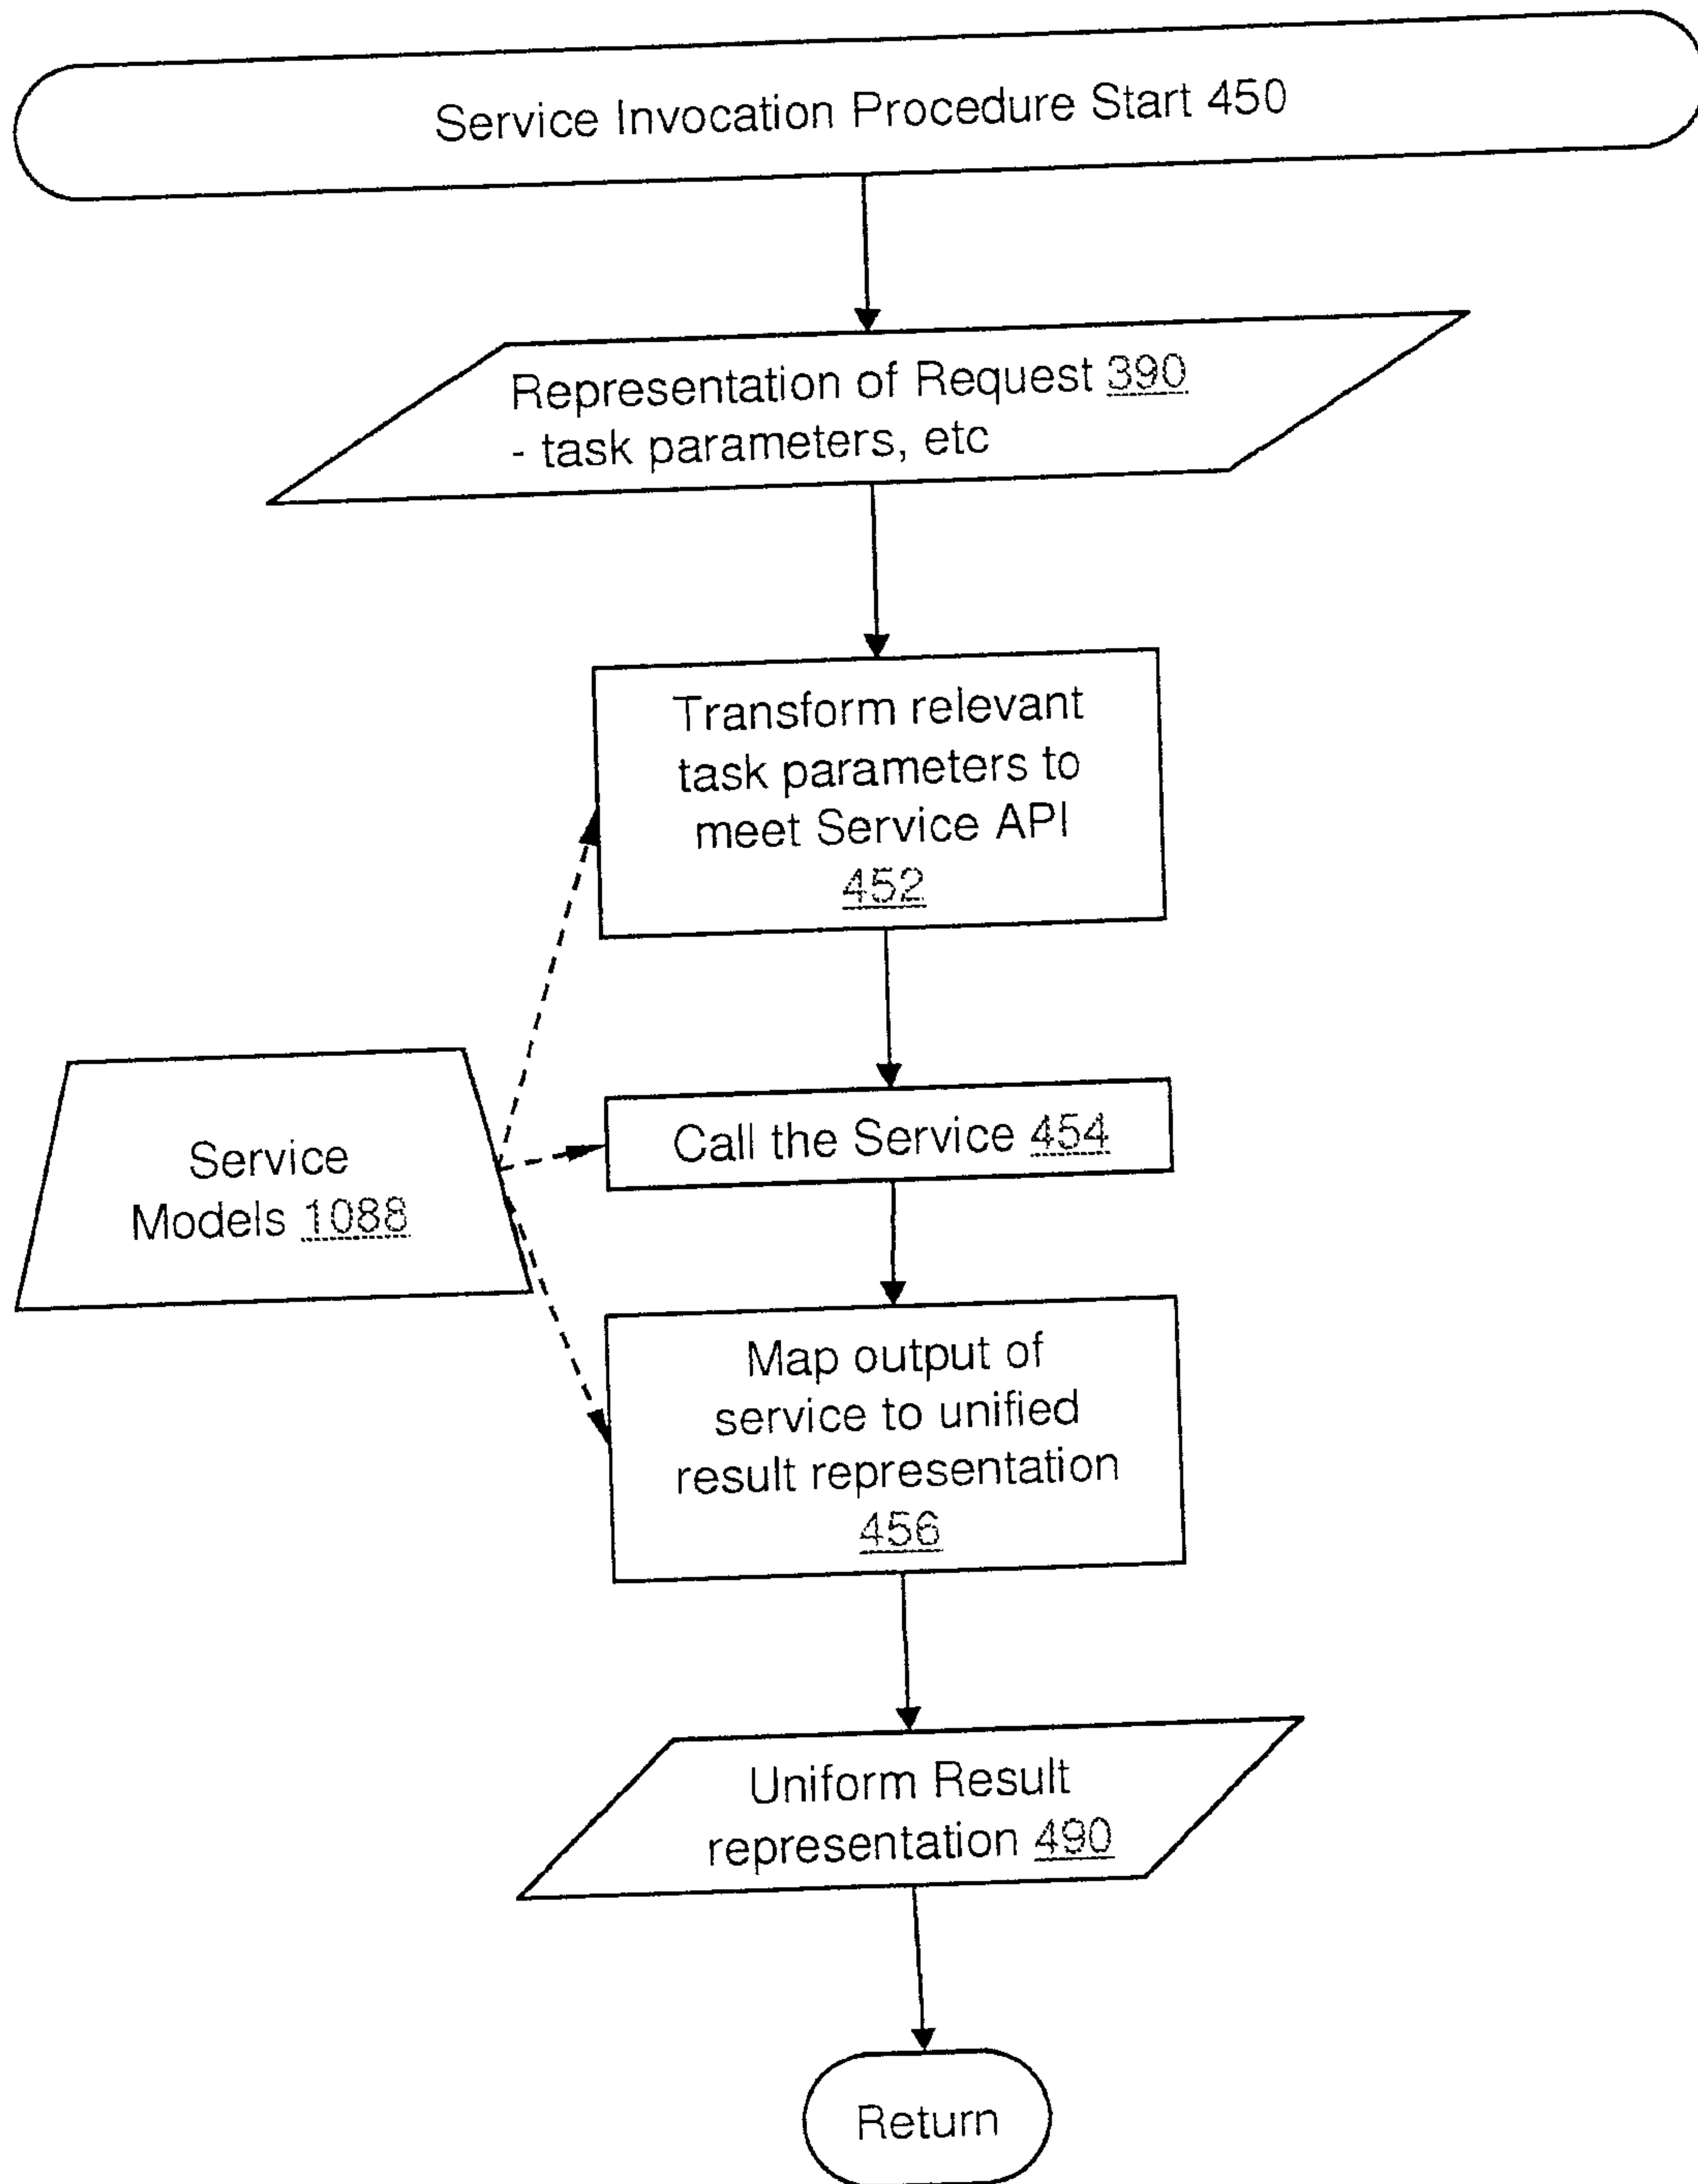 Service Invocation Procedure Start 450
Representation of Request 390
- task parameters, etc
Transform relevant
task parameters to
meet Service API
452
Service
Models 1088
Call the Service 454
Map output of
service to unified
result representation
456
Uniform Result
representation 490
Return